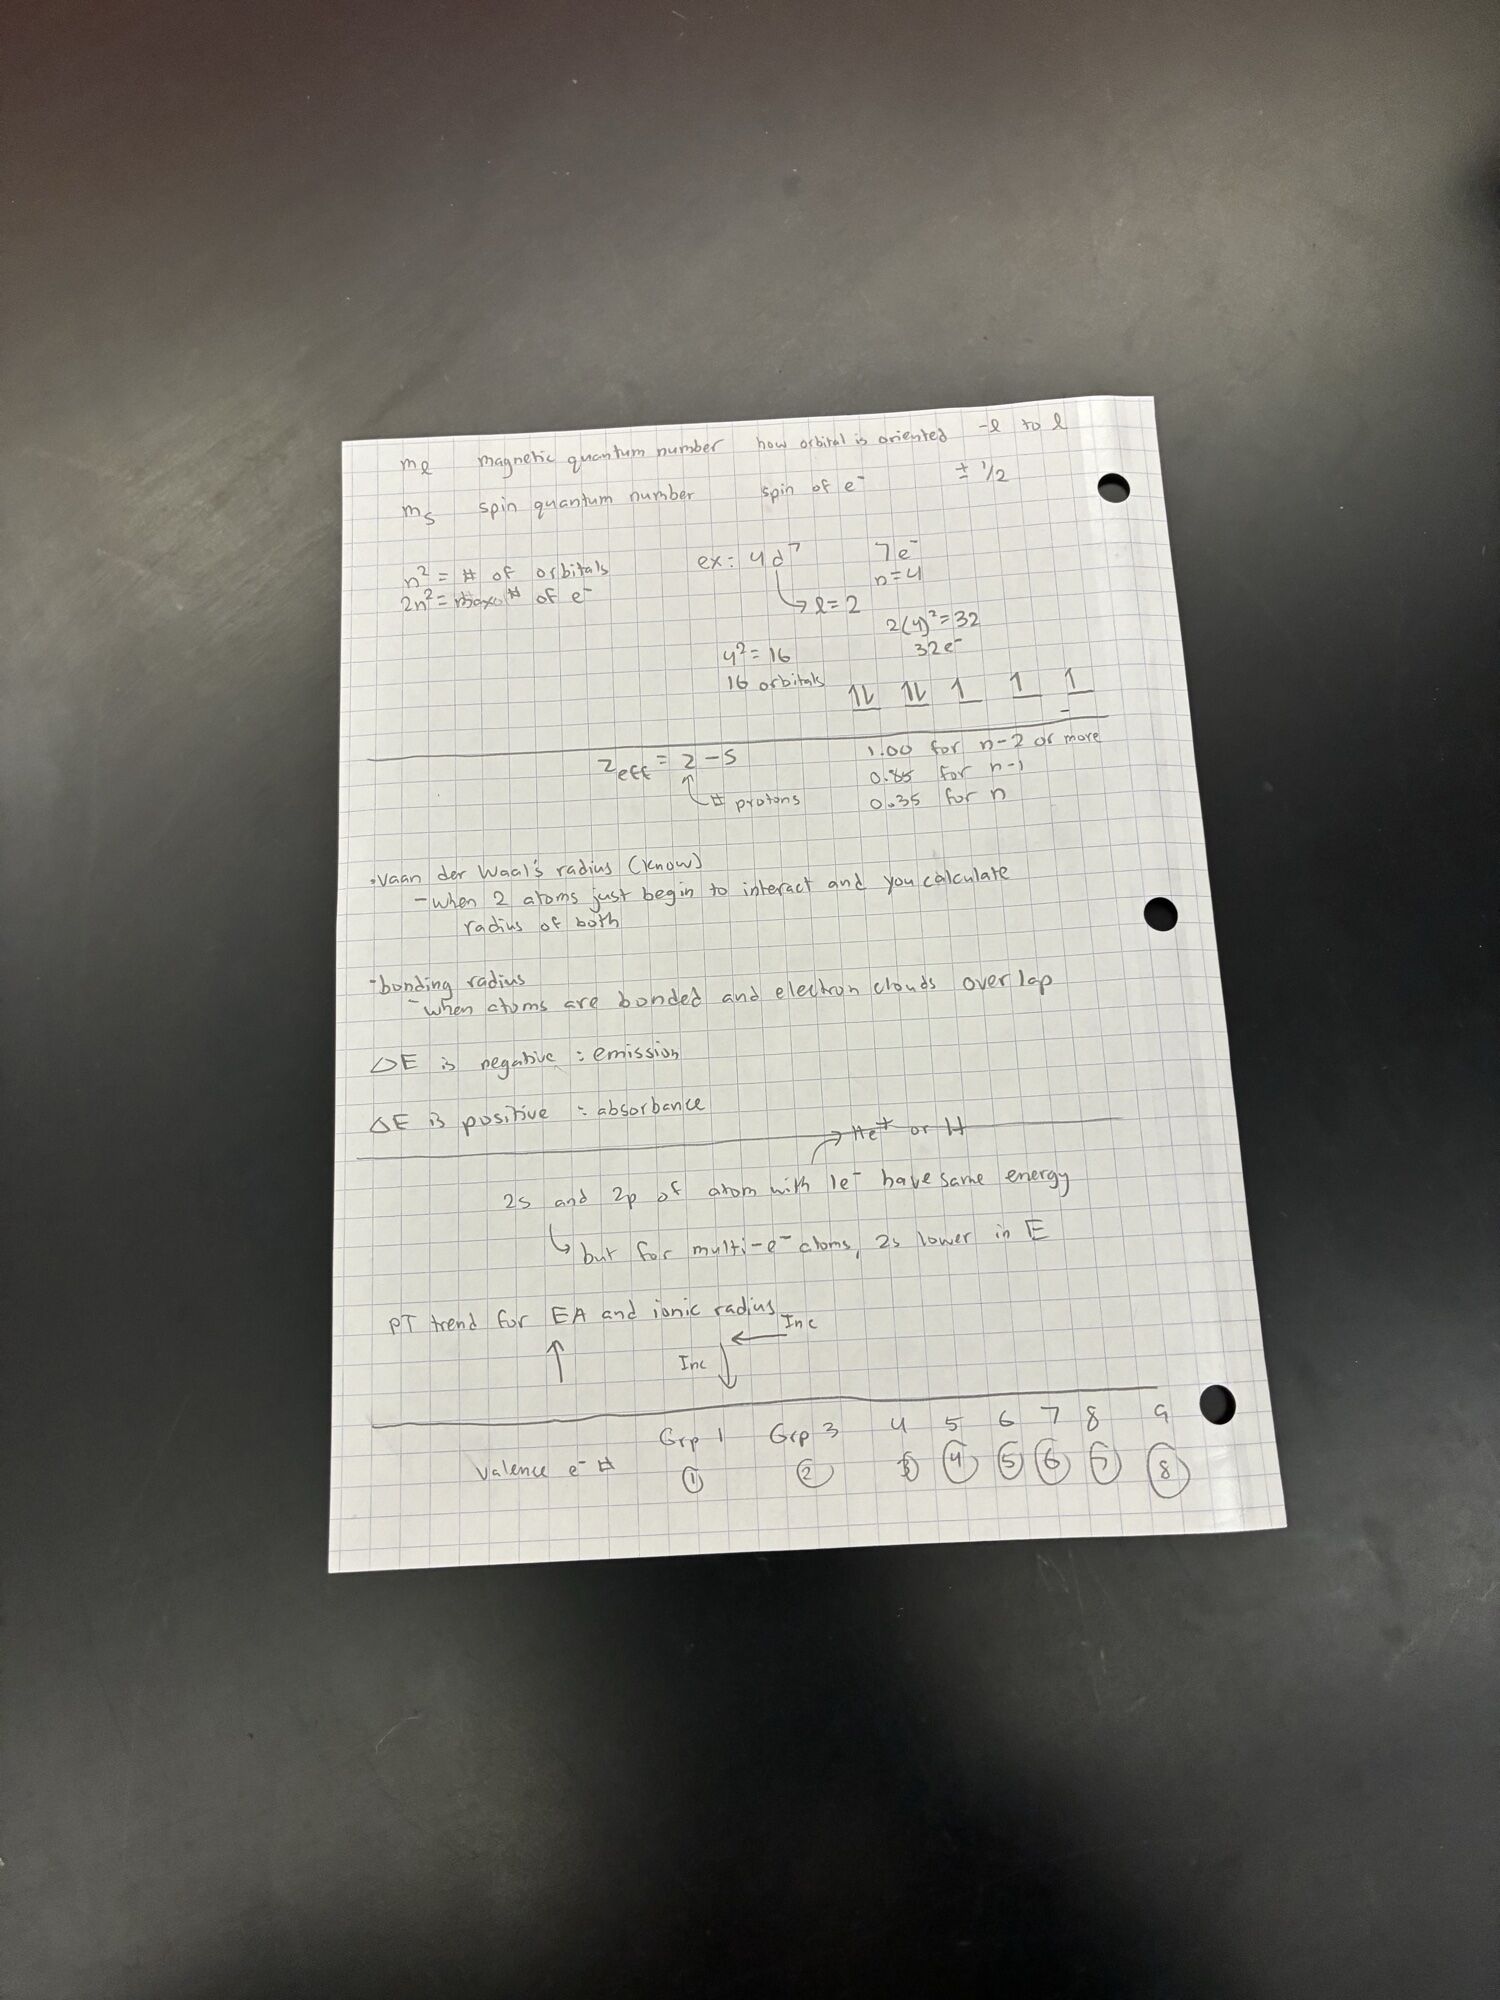 mℓ magnetic quantum number how orbital is oriented -ℓ to ℓ
ms spin quantum number spin of e⁻ ± 1/2
n² = # of orbitals
2n² = max # of e⁻
ex: 4d⁷
7e⁻
n=4
→ ℓ=2
2(4)²=32
32e⁻
4²=16
16 orbitals
1L 1L 1 1 1
Zeff = Z - S
# protons
1.00 for n-2 or more
0.85 for n-1
0.35 for n
• vaan der Waal's radius (know)
- when 2 atoms just begin to interact and you calculate
radius of both
- bonding radius
- when atoms are bonded and electron clouds overlap
ΔE is negative : emission
ΔE is positive : absorbance
→ He⁺ or H
2s and 2p of atom with 1e⁻ have same energy
↳ but for multi-e⁻ atoms, 2s lower in E
PT trend for EA and ionic radius
↑
← Inc
Inc ↓
Grp 1 Grp 3 4 5 6 7 8 9
valence e⁻ # 1 2 3 4 5 6 7 8